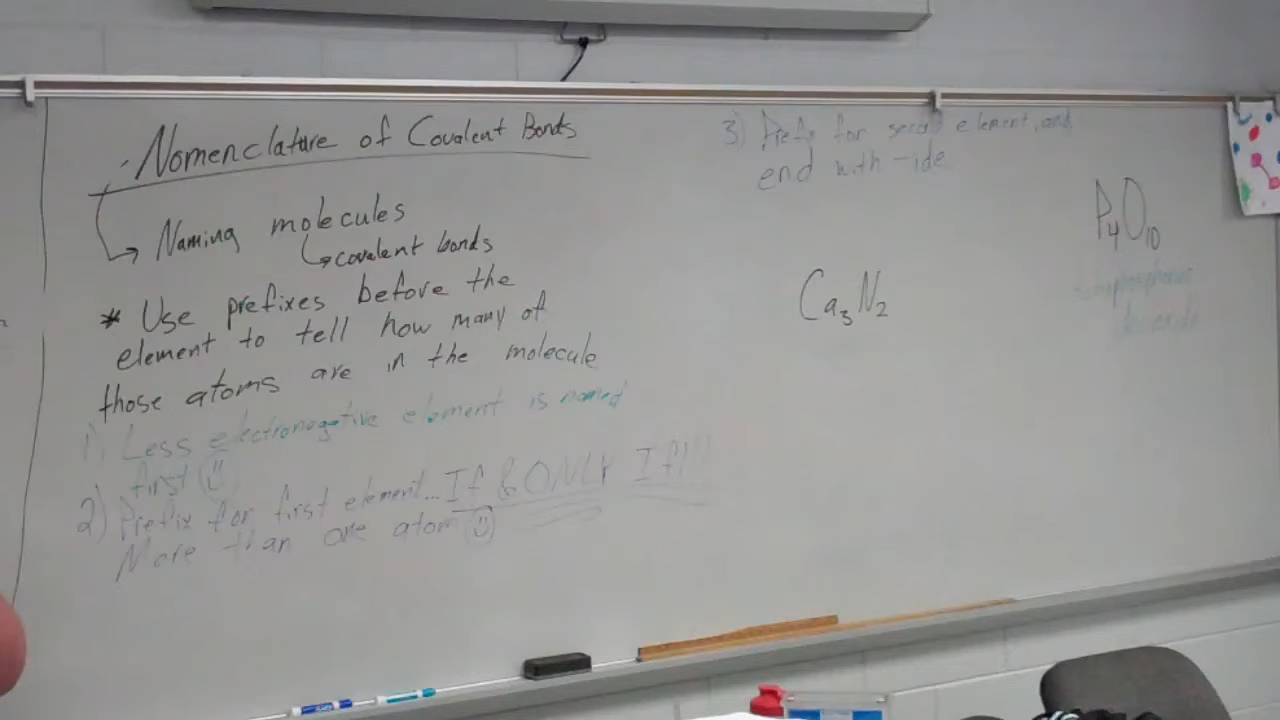 Nomenclature of Covalent Bonds
Naming molecules
covalent bonds
* Use prefixes before the
element to tell how many of
those atoms are in the molecule
1) Less electronegative element is named
first
2) Prefix for first element... If & ONLY If!!!
More than one atom
3) Prefix for second element, and
end with -ide
Ca3N2
P4O10